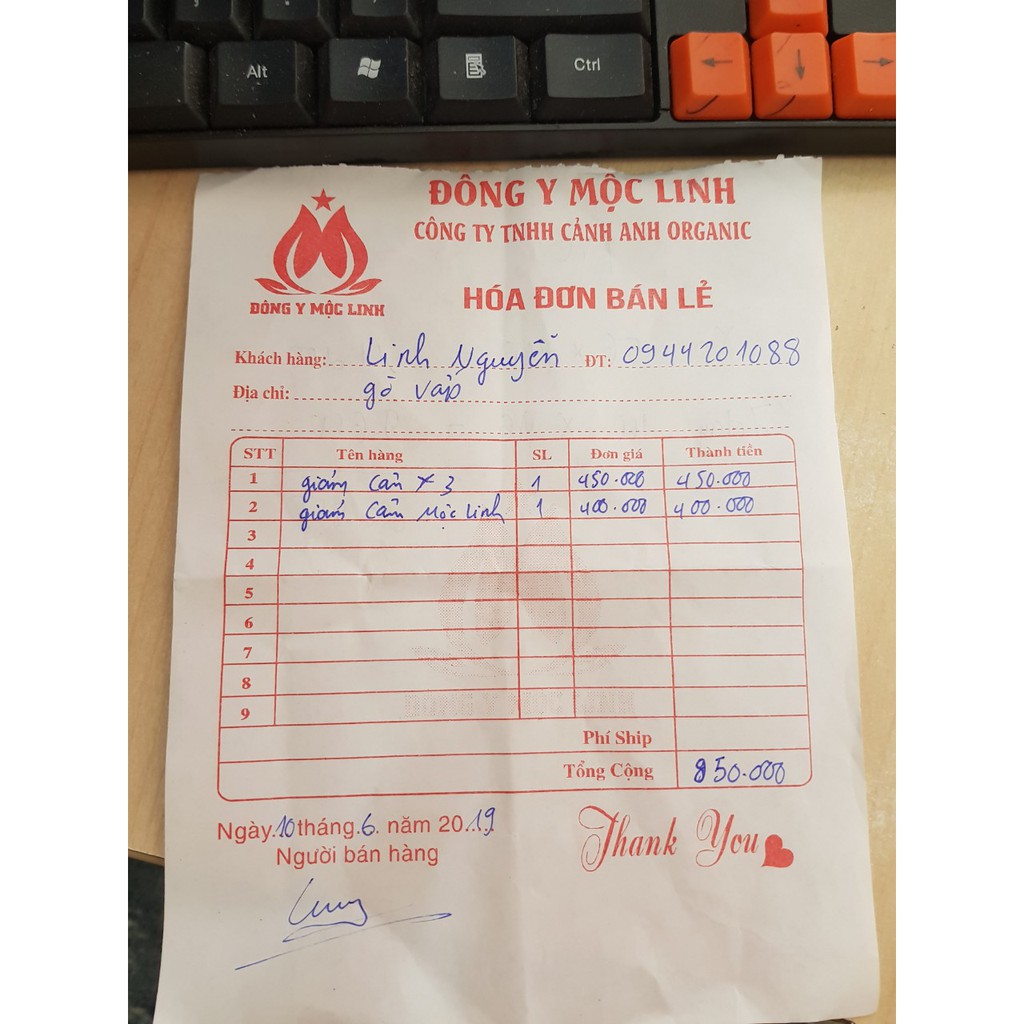 Alt
Ctrl
ĐÔNG Y MỘC LINH
CÔNG TY TNHH CẢNH ANH ORGANIC
ĐÔNG Y MỘC LINH
HÓA ĐƠN BÁN LẺ
Khách hàng: Linh Nguyễn ĐT: 0944201088
Địa chỉ: gò vấp
STT Tên hàng SL Đơn giá Thành tiền
1 giảm cân x 3 1 450.000 450.000
2 giảm cân Mộc Linh 1 400.000 400.000
3
4
5
6
7
8
9
Phí Ship
Tổng Cộng 850.000
Ngày 10 tháng 6 năm 2019
Người bán hàng
Thank You